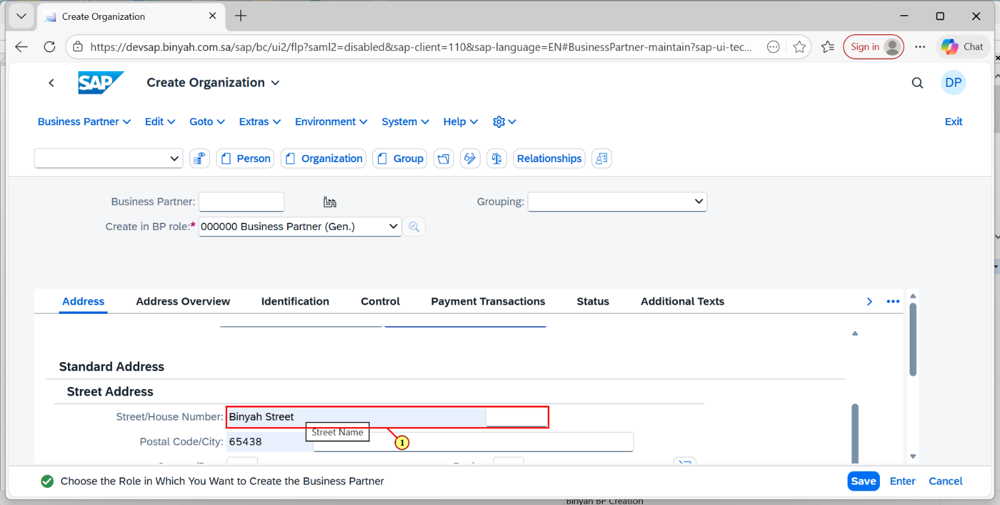 Create Organization
https://devsap.binyah.com.sa/sap/bc/ui2/flp?saml2=disabled&sap-client=110&sap-language=EN#BusinessPartner-maintain?sap-ui-tec...
Sign in
Chat
SAP Create Organization DP
Business Partner Edit Goto Extras Environment System Help Exit
Person Organization Group Relationships
Business Partner: Grouping:
Create in BP role:* 000000 Business Partner (Gen.)
Address Address Overview Identification Control Payment Transactions Status Additional Texts
Standard Address
Street Address
Street/House Number: Binyah Street
Street Name
1
Postal Code/City: 65438
Choose the Role in Which You Want to Create the Business Partner Save Enter Cancel
Binyah BP Creation